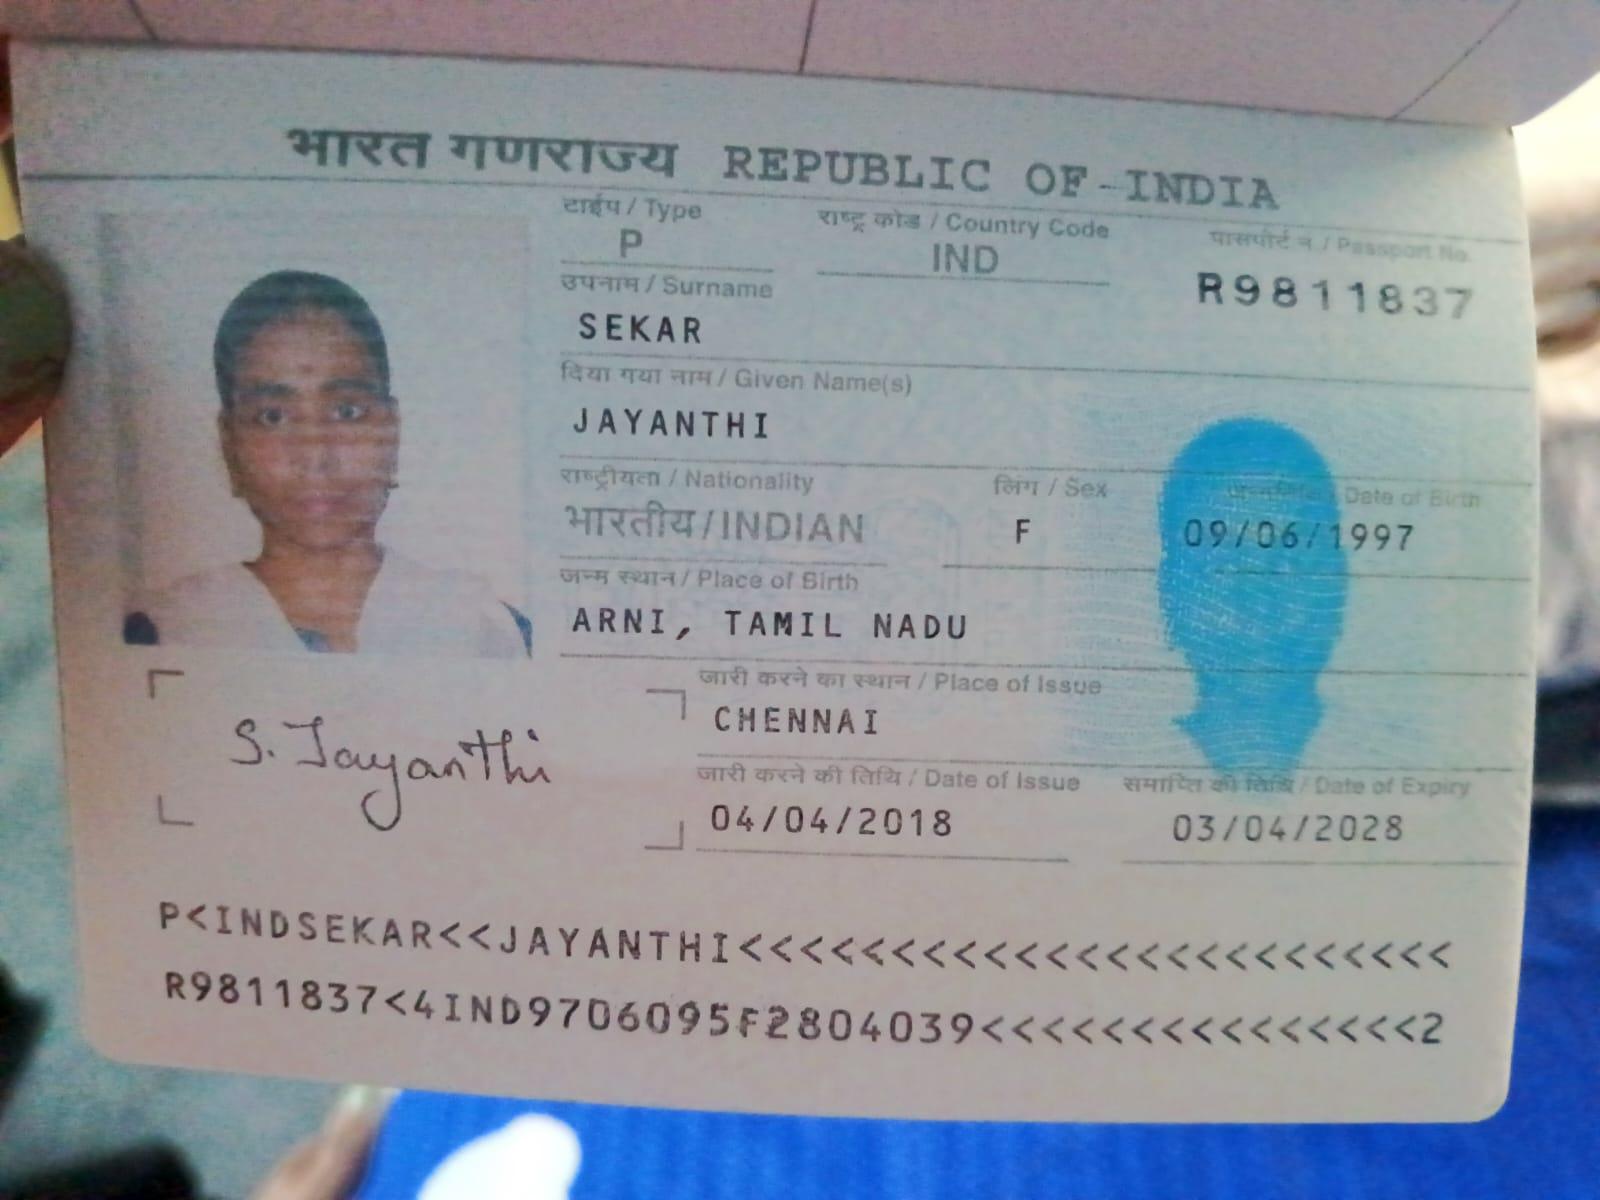 भारत गणराज्य REPUBLIC OF INDIA
टाईप / Type
राष्ट्र कोड / Country Code
पासपोर्ट न. / Passport No.
P
IND
R9811837
उपनाम / Surname
SEKAR
दिया गया नाम / Given Name(s)
JAYANTHI
राष्ट्रीयता / Nationality
लिंग / Sex
Date of Birth
भारतीय / INDIAN
F
09/06/1997
जन्म स्थान / Place of Birth
ARNI, TAMIL NADU
जारी करने का स्थान / Place of Issue
CHENNAI
S. Jayanthi
जारी करने की तिथि / Date of Issue
समाप्ति की तिथि / Date of Expiry
04/04/2018
03/04/2028
P<INDSEKAR<<JAYANTHI<<<<<<<<<<<<<<<<<<<<<<<<
R9811837<4IND9706095F2804039<<<<<<<<<<<<<<<2